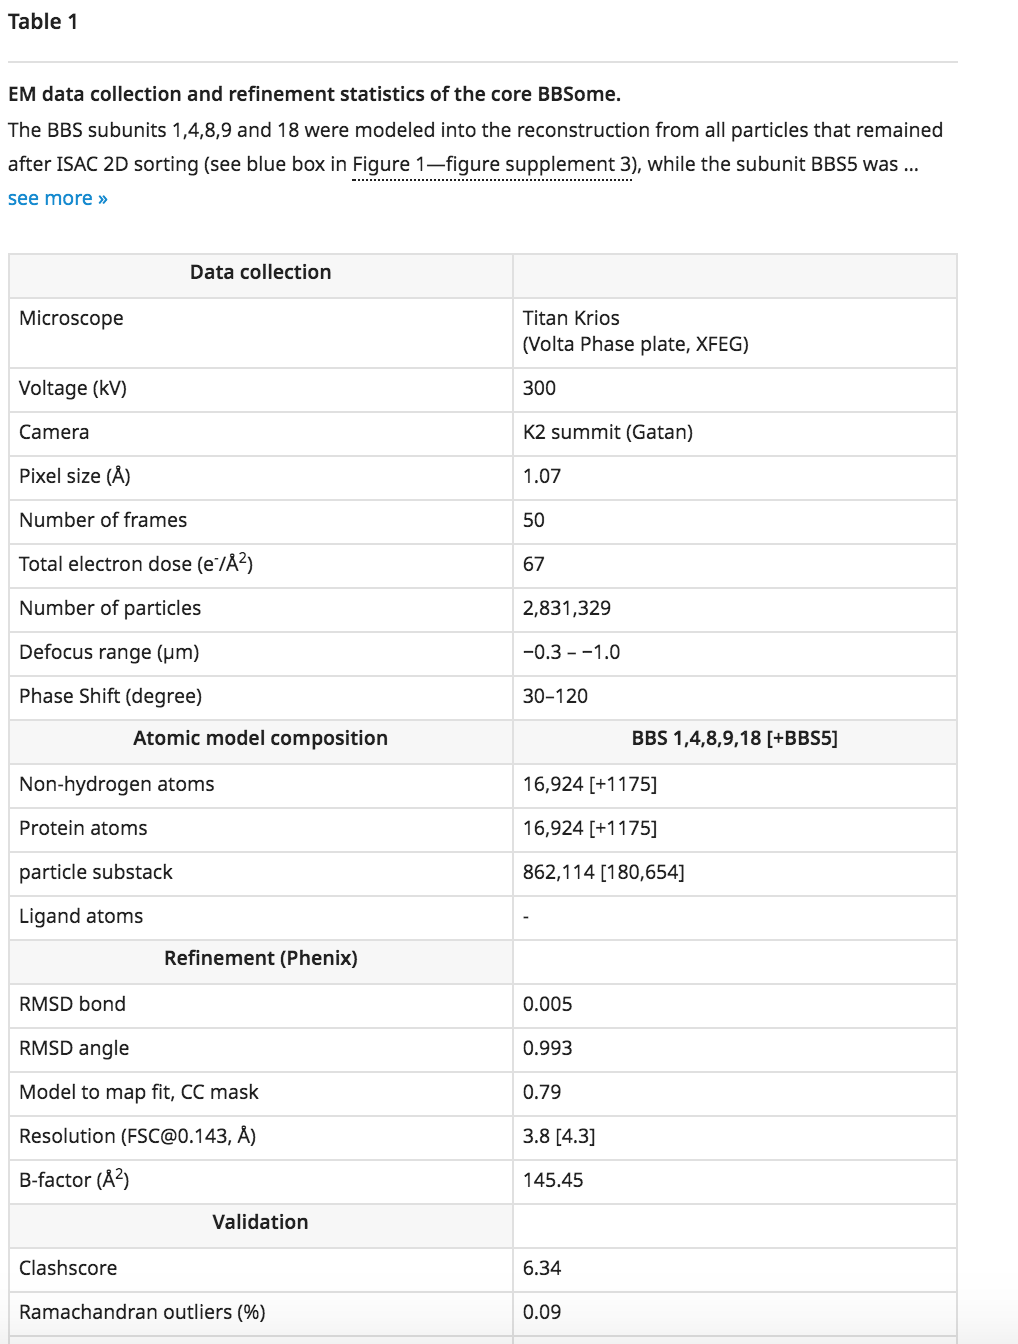 Table 1
EM data collection and refinement statistics of the core BBSome.
The BBS subunits 1,4,8,9 and 18 were modeled into the reconstruction from all particles that remained
after ISAC 2D sorting (see blue box in Figure 1—figure supplement 3), while the subunit BBS5 was ...
see more »
Data collection
Microscope Titan Krios
(Volta Phase plate, XFEG)
Voltage (kV) 300
Camera K2 summit (Gatan)
Pixel size (Å) 1.07
Number of frames 50
Total electron dose (e⁻/Å²) 67
Number of particles 2,831,329
Defocus range (μm) −0.3 – −1.0
Phase Shift (degree) 30–120
Atomic model composition BBS 1,4,8,9,18 [+BBS5]
Non-hydrogen atoms 16,924 [+1175]
Protein atoms 16,924 [+1175]
particle substack 862,114 [180,654]
Ligand atoms -
Refinement (Phenix)
RMSD bond 0.005
RMSD angle 0.993
Model to map fit, CC mask 0.79
Resolution (FSC@0.143, Å) 3.8 [4.3]
B-factor (Å²) 145.45
Validation
Clashscore 6.34
Ramachandran outliers (%) 0.09